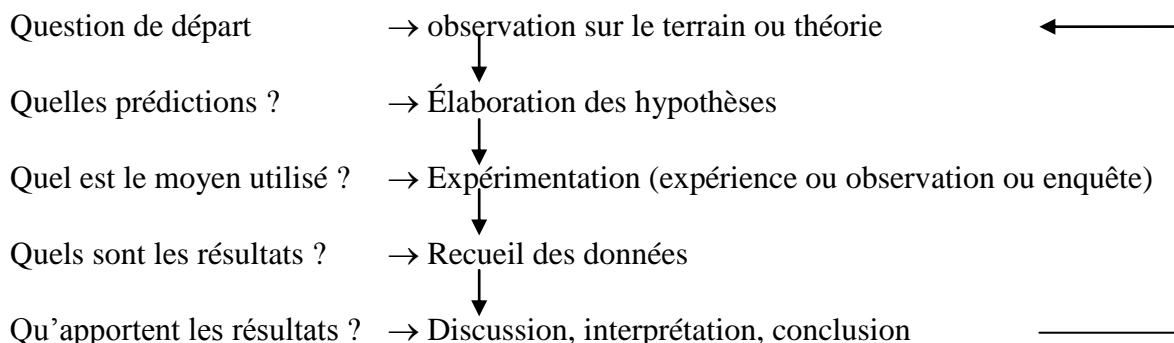 Question de départ → observation sur le terrain ou théorie
Quelles prédictions ? → Élaboration des hypothèses
Quel est le moyen utilisé ? → Expérimentation (expérience ou observation ou enquête)
Quels sont les résultats ? → Recueil des données
Qu’apportent les résultats ? → Discussion, interprétation, conclusion